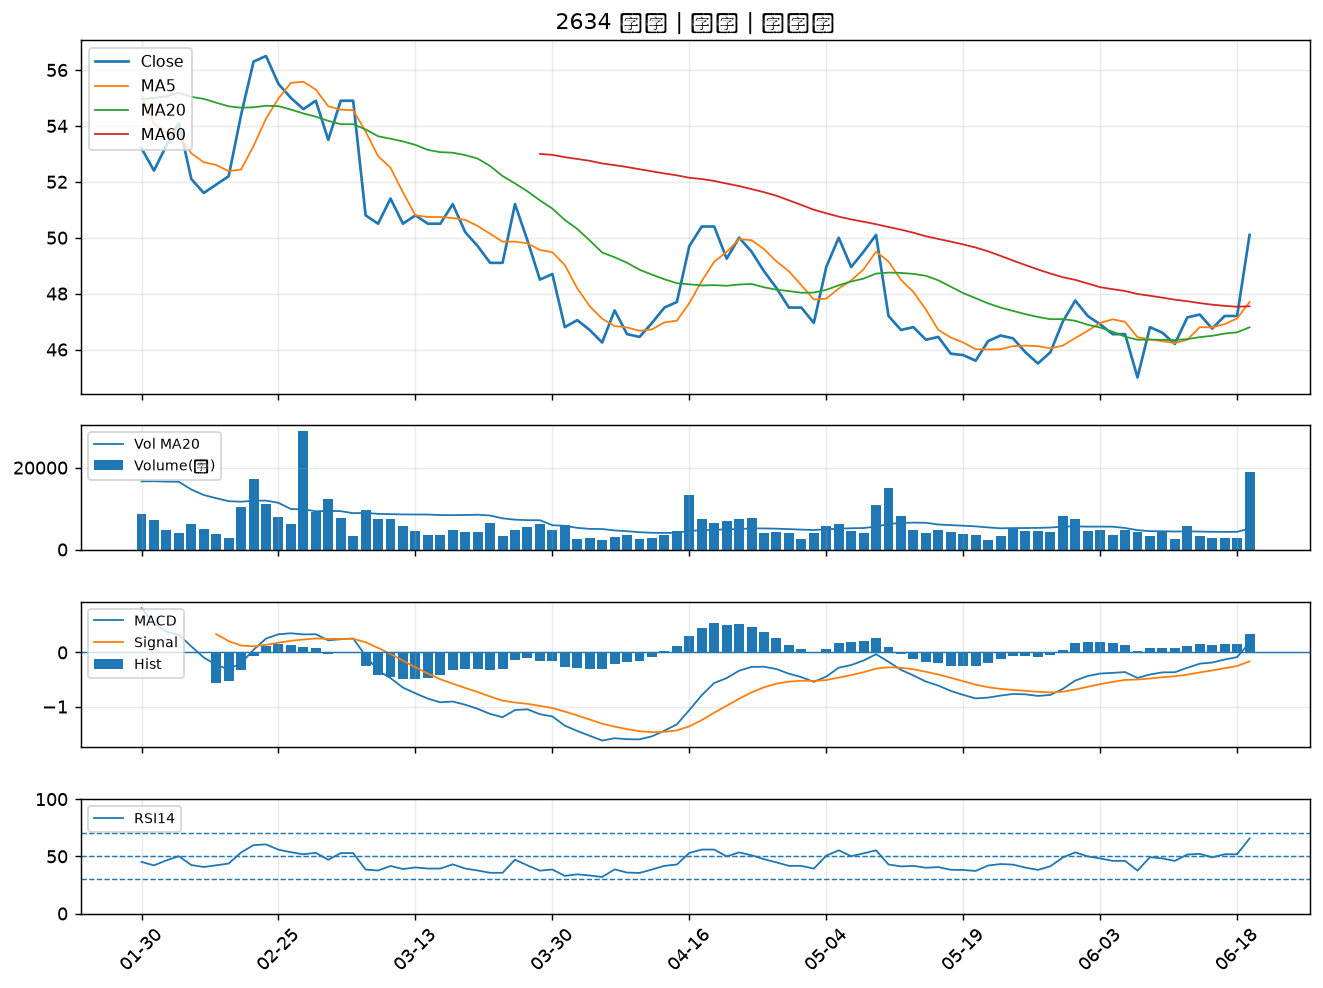 2634 | |
Close
MA5
MA20
MA60
56
54
52
50
48
46
Vol MA20
Volume( )
20000
0
MACD
Signal
Hist
0
−1
RSI14
100
50
0
01-30
02-25
03-13
03-30
04-16
05-04
05-19
06-03
06-18